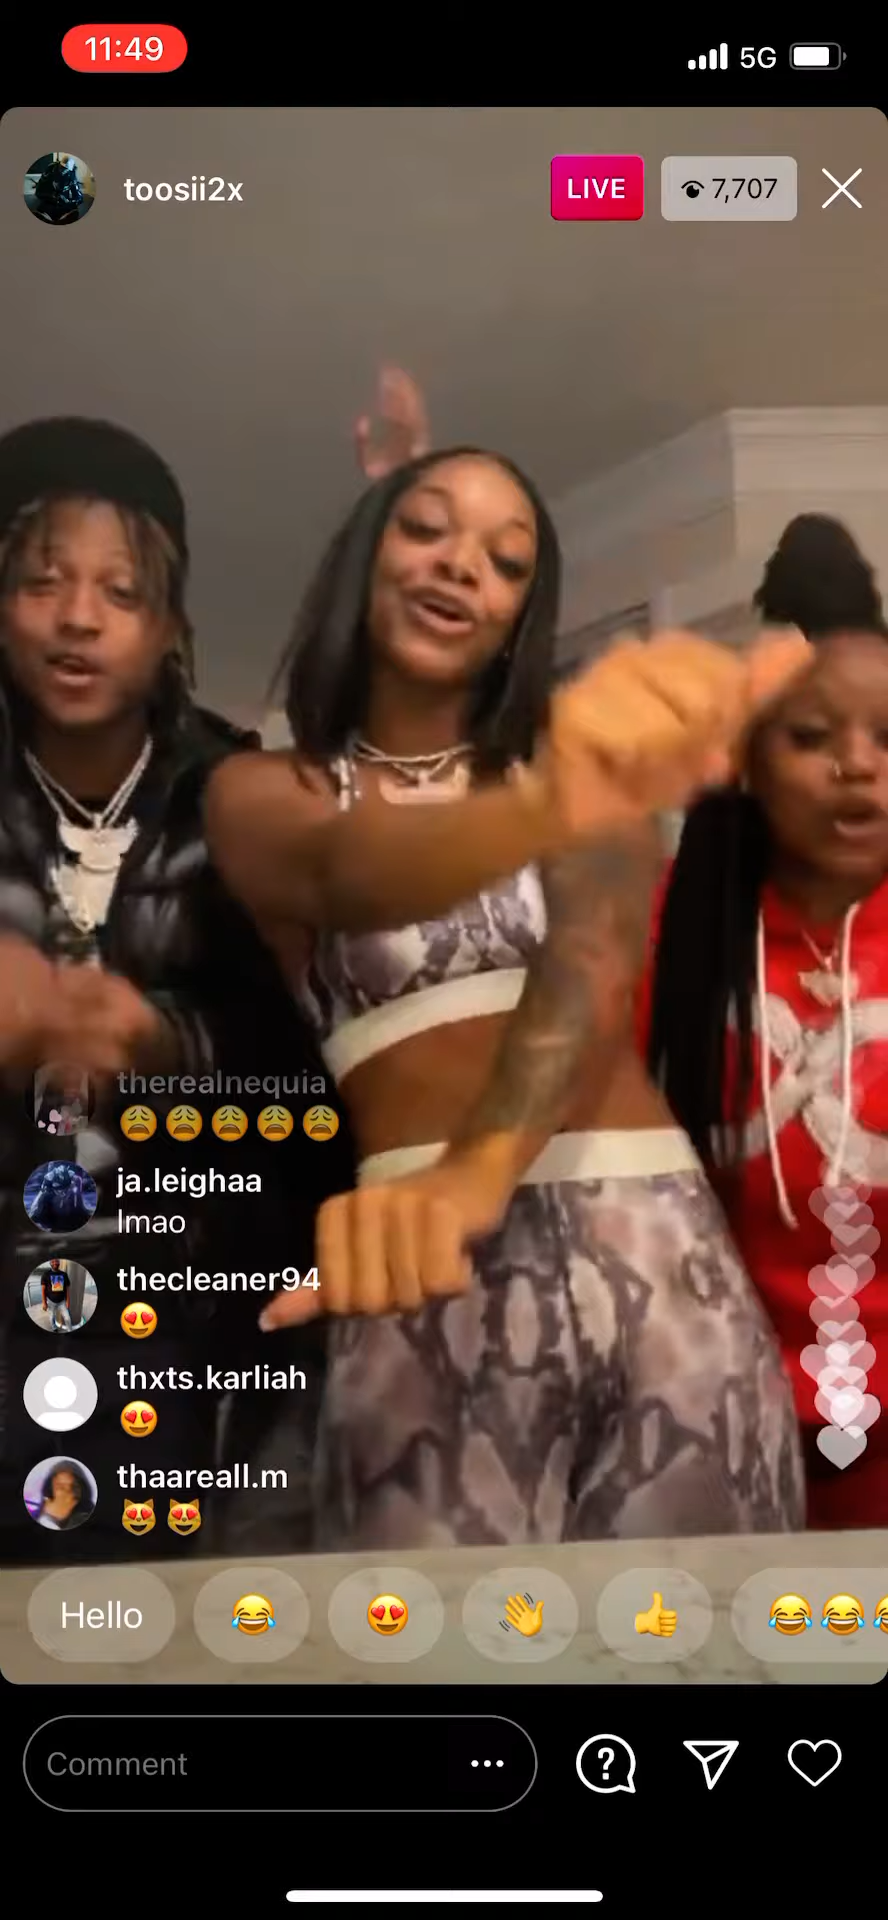 11:49
5G
toosii2x
LIVE
7,707
therealnequia
😩😩😩😩😩
ja.leighaa
lmao
thecleaner94
😍
thxts.karliah
😍
thaareall.m
😻😻
Hello
😂
😍
👋
👍
😂😂
Comment